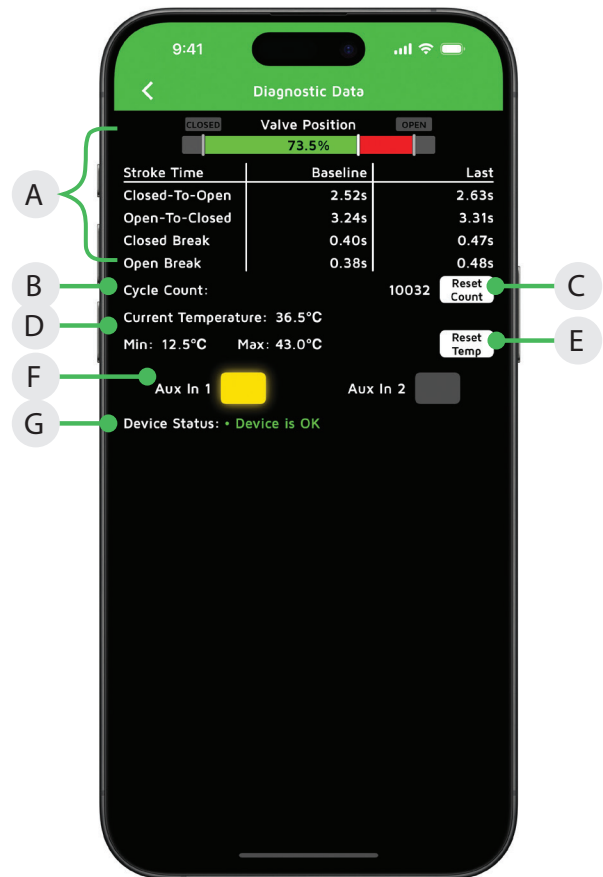 9:41
Diagnostic Data
CLOSED Valve Position OPEN
73.5%
Stroke Time Baseline Last
Closed-To-Open 2.52s 2.63s
Open-To-Closed 3.24s 3.31s
Closed Break 0.40s 0.47s
Open Break 0.38s 0.48s
A
B Cycle Count: 10032 Reset Count C
D Current Temperature: 36.5°C
Min: 12.5°C Max: 43.0°C Reset Temp E
F Aux In 1 Aux In 2
G Device Status: • Device is OK